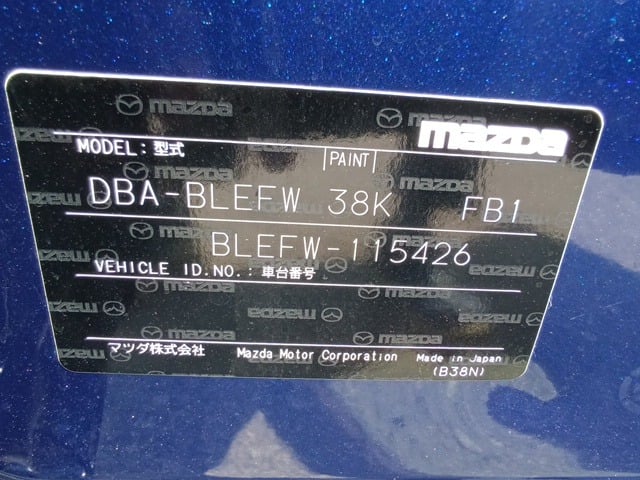 mazda
MODEL: 型式 PAINT
DBA-BLEFW 38K FB1
BLEFW-115426
VEHICLE ID.NO.: 車台番号
マツダ株式会社 Mazda Motor Corporation Made in Japan
(B38N)